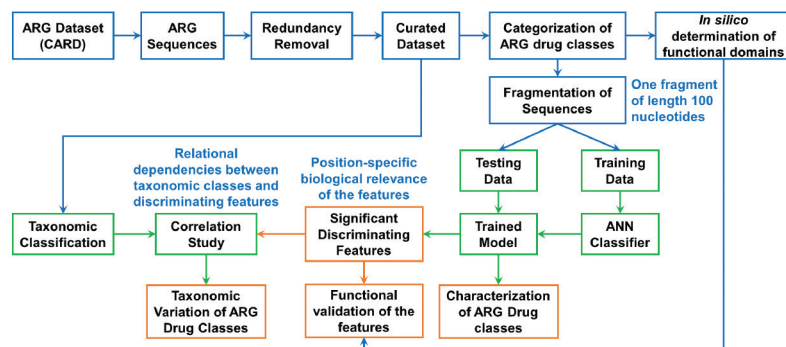 ARG Dataset
(CARD)
ARG
Sequences
Redundancy
Removal
Curated
Dataset
Categorization of
ARG drug classes
In silico
determination of
functional domains
Fragmentation of
Sequences
One fragment
of length 100
nucleotides
Relational
dependencies between
taxonomic classes and
discriminating features
Position-specific
biological relevance
of the features
Testing
Data
Training
Data
Taxonomic
Classification
Correlation
Study
Significant
Discriminating
Features
Trained
Model
ANN
Classifier
Taxonomic
Variation of ARG
Drug Classes
Functional
validation of the
features
Characterization
of ARG Drug
classes